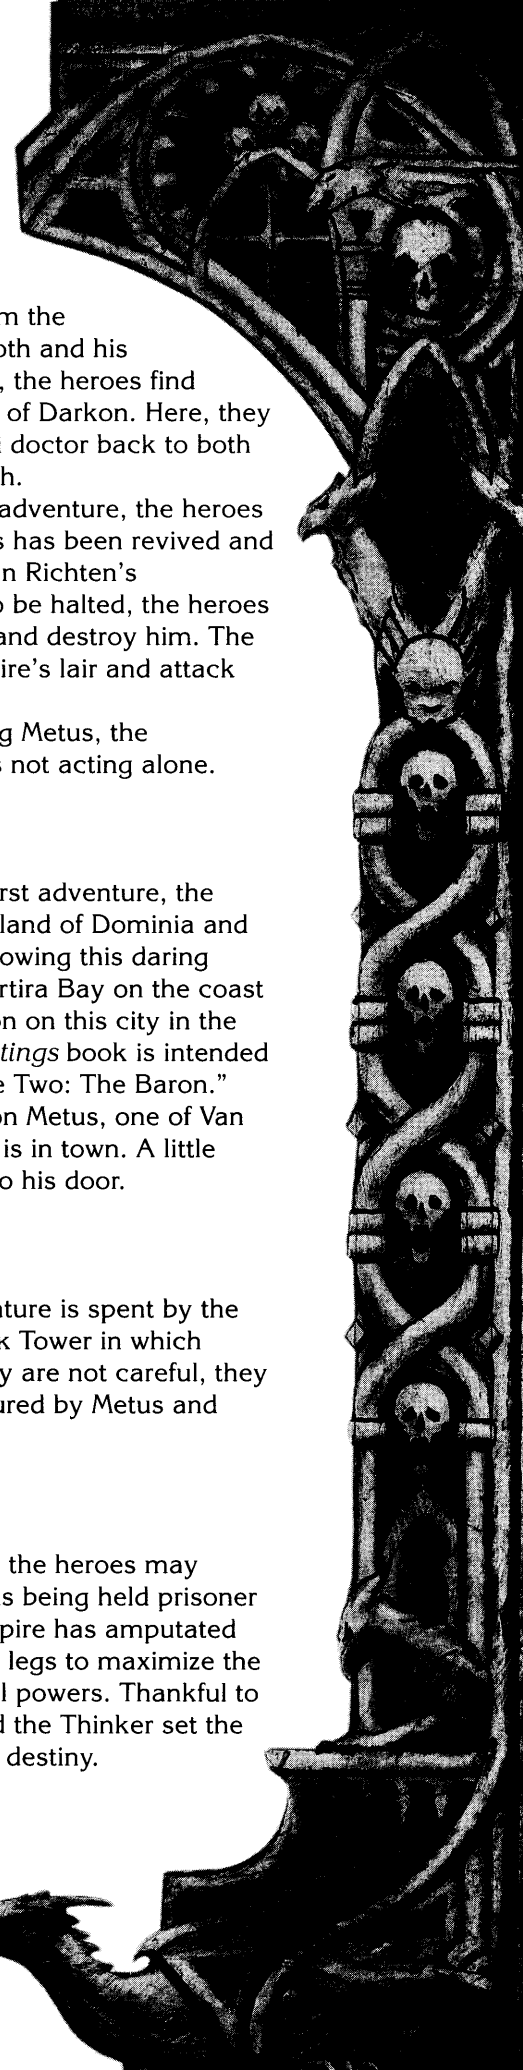 m the
oth and his
, the heroes find
of Darkon. Here, they
doctor back to both
h.
adventure, the heroes
s has been revived and
n Richten's
o be halted, the heroes
and destroy him. The
ire's lair and attack
g Metus, the
s not acting alone.
rst adventure, the
land of Dominia and
owing this daring
rtira Bay on the coast
on on this city in the
tings book is intended
e Two: The Baron."
on Metus, one of Van
is in town. A little
o his door.
nture is spent by the
k Tower in which
y are not careful, they
ured by Metus and
the heroes may
s being held prisoner
pire has amputated
legs to maximize the
l powers. Thankful to
d the Thinker set the
destiny.